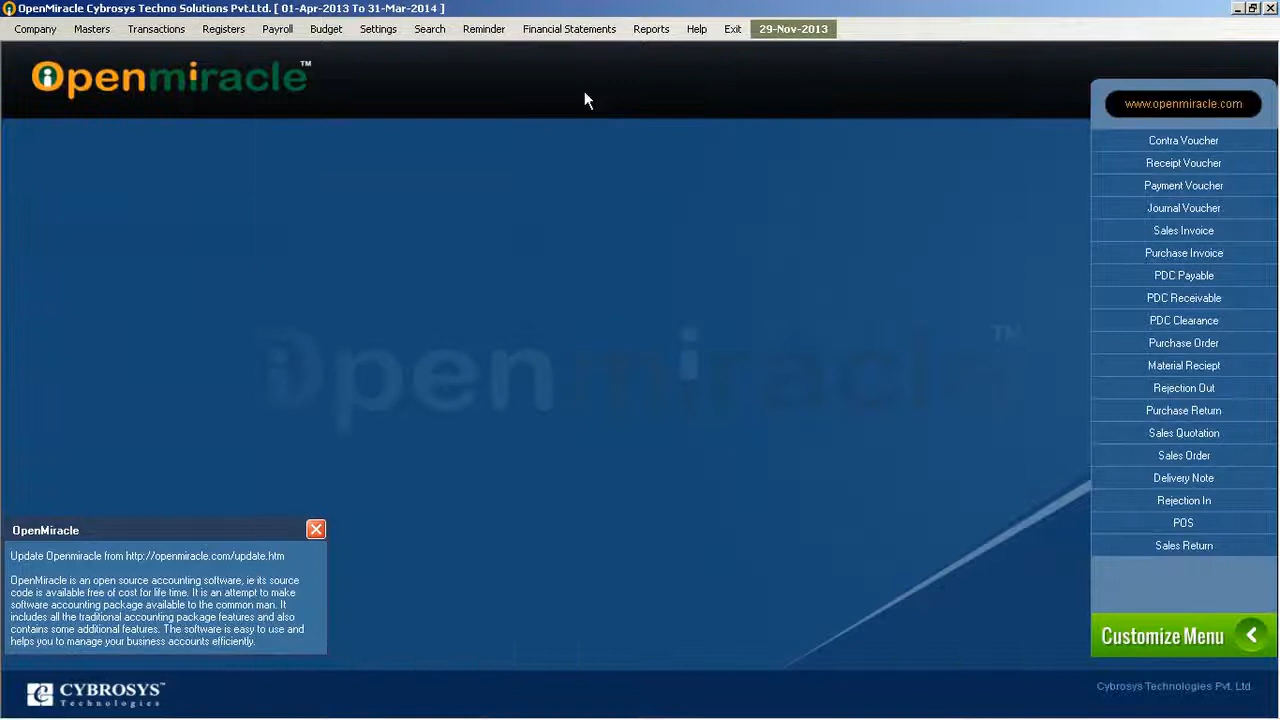 OpenMiracle Cybrosys Techno Solutions Pvt.Ltd. [ 01-Apr-2013 To 31-Mar-2014 ]
Company Masters Transactions Registers Payroll Budget Settings Search Reminder Financial Statements Reports Help Exit 29-Nov-2013
Openmiracle™
www.openmiracle.com
Contra Voucher
Receipt Voucher
Payment Voucher
Journal Voucher
Sales Invoice
Purchase Invoice
PDC Payable
PDC Receivable
PDC Clearance
Purchase Order
Material Reciept
Rejection Out
Purchase Return
Sales Quotation
Sales Order
Delivery Note
Rejection In
POS
Sales Return
Customize Menu
Openmiracle™
OpenMiracle
Update Openmiracle from http://openmiracle.com/update.htm
OpenMiracle is an open source accounting software, ie its source
code is available free of cost for life time. It is an attempt to make
software accounting package available to the common man. It
includes all the traditional accounting package features and also
contains some additional features. The software is easy to use and
helps you to manage your business accounts efficiently.
CYBROSYS™
Technologies
Cybrosys Technologies Pvt. Ltd.